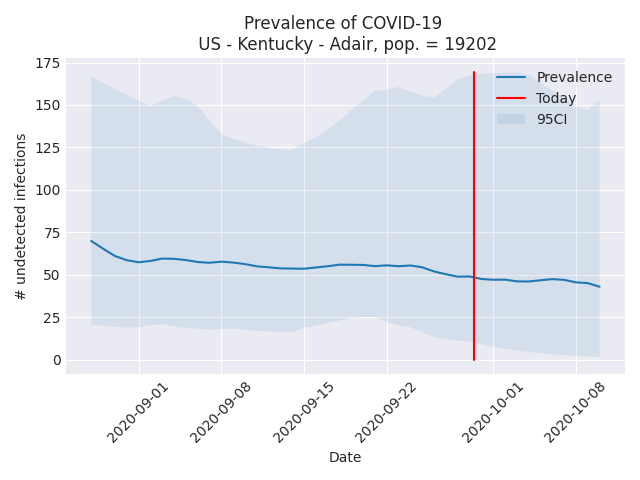 Prevalence of COVID-19
US - Kentucky - Adair, pop. = 19202
175
150
125
100
75
50
25
0
# undetected infections
Prevalence
Today
95CI
2020-09-01
2020-09-08
2020-09-15
2020-09-22
2020-10-01
2020-10-08
Date